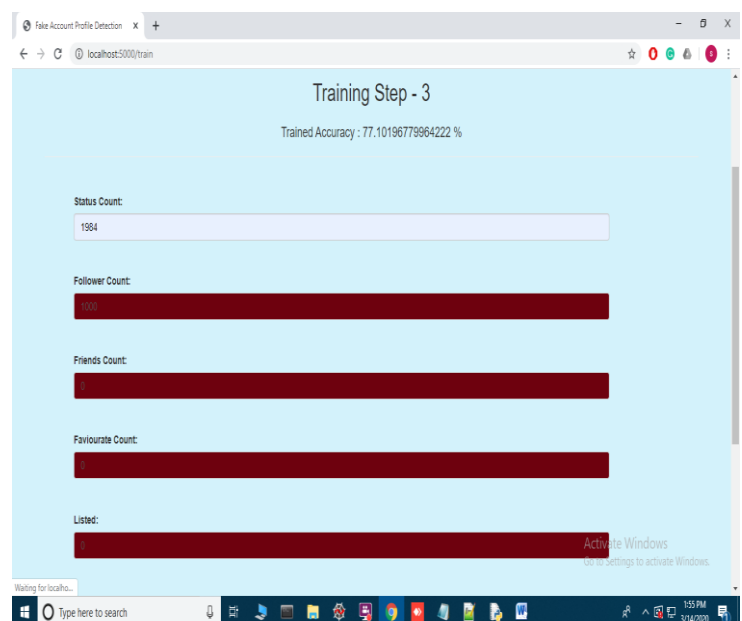 Fake Account Profile Detection
localhost:5000/train
Training Step - 3
Trained Accuracy : 77.10196779964222 %
Status Count:
1984
Follower Count:
1000
Friends Count:
0
Faviourate Count:
0
Listed:
0
Activate Windows
Go to Settings to activate Windows.
Waiting for localho...
Type here to search
1:55 PM
3/14/2020